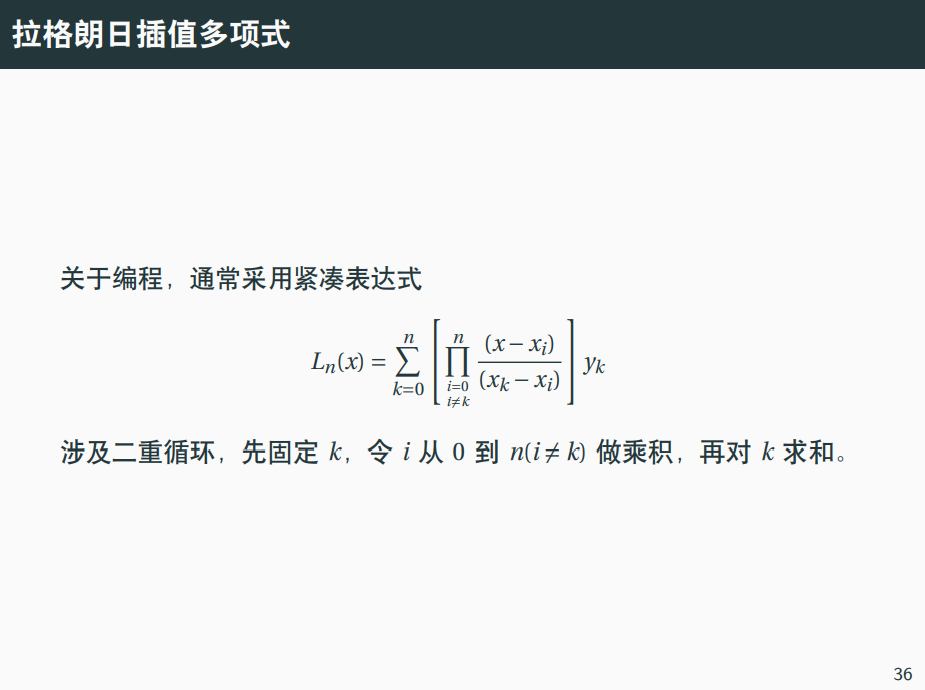 拉格朗日插值多项式
关于编程，通常采用紧凑表达式
$L_n(x) = \sum_{k=0}^{n} \left[ \prod_{\substack{i=0 \\ i \neq k}}^{n} \frac{(x - x_i)}{(x_k - x_i)} \right] y_k$
涉及二重循环，先固定 k，令 i 从 0 到 n(i ≠ k) 做乘积，再对 k 求和。
36